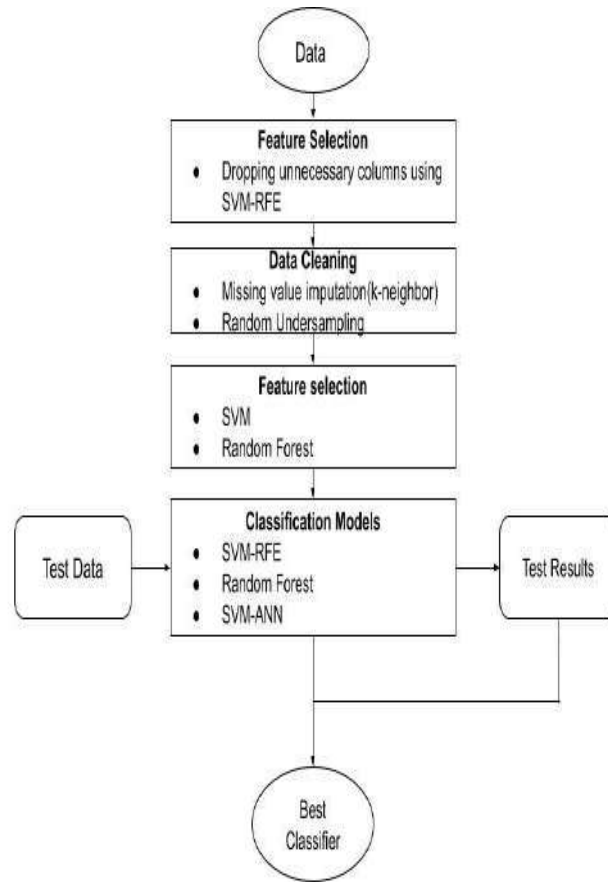 Data
Feature Selection
● Dropping unnecessary columns using
SVM-RFE
Data Cleaning
● Missing value imputation(k-neighbor)
● Random Undersampling
Feature selection
● SVM
● Random Forest
Classification Models
● SVM-RFE
● Random Forest
● SVM-ANN
Test Data
Test Results
Best
Classifier